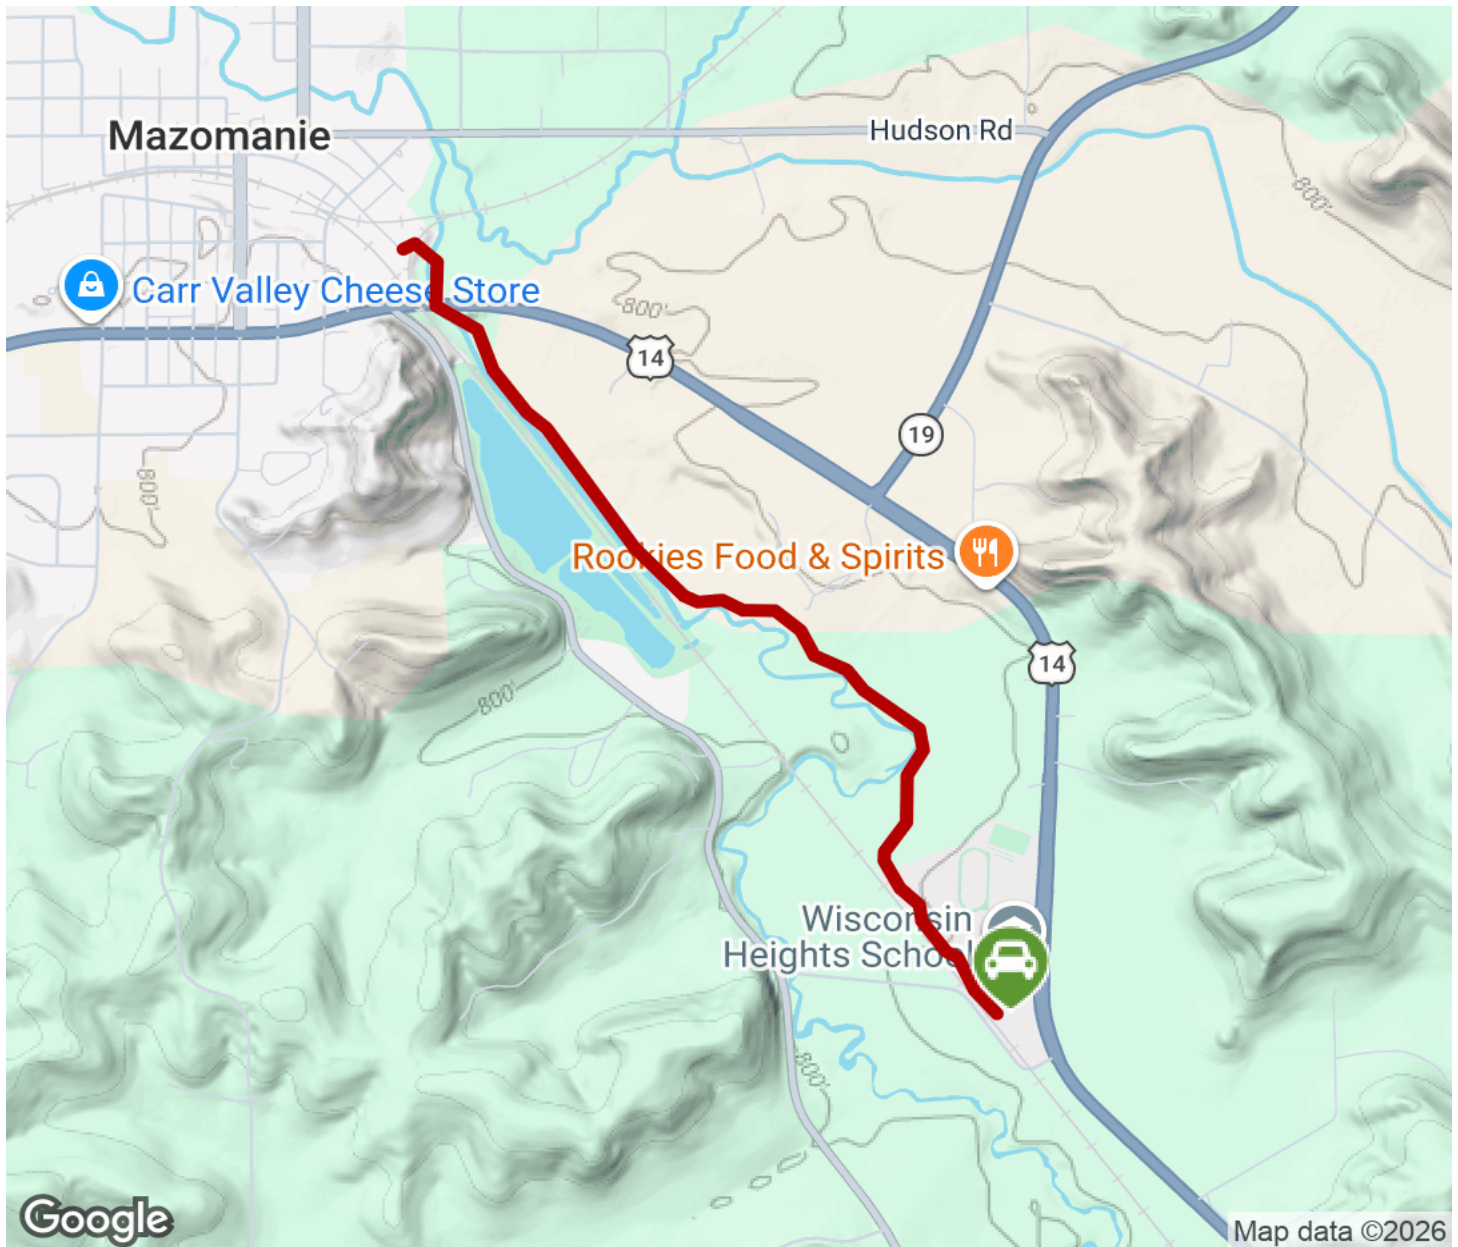 Hudson Rd
Mazomanie
800'
Carr Valley Cheese Store
800'
14
19
800'
Rookies Food & Spirits
14
800'
Wisconsin
Heights School
800'
Google
Map data ©2026